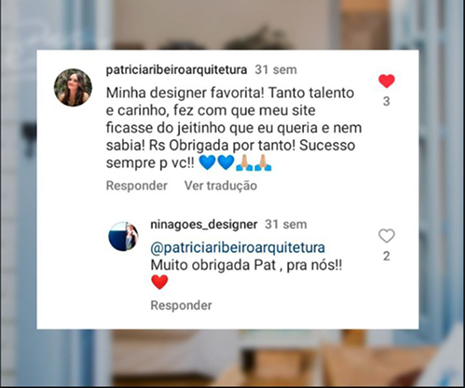 patriciaribeiroarquitetura 31 sem
Minha designer favorita! Tanto talento
e carinho, fez com que meu site
ficasse do jeitinho que eu queria e nem
sabia! Rs Obrigada por tanto! Sucesso
sempre p vc!! 💙💙🙏🏼🙏🏼
3
Responder Ver tradução
ninagoes_designer 31 sem
@patriciaribeiroarquitetura
Muito obrigada Pat , pra nós!!
❤️
2
Responder